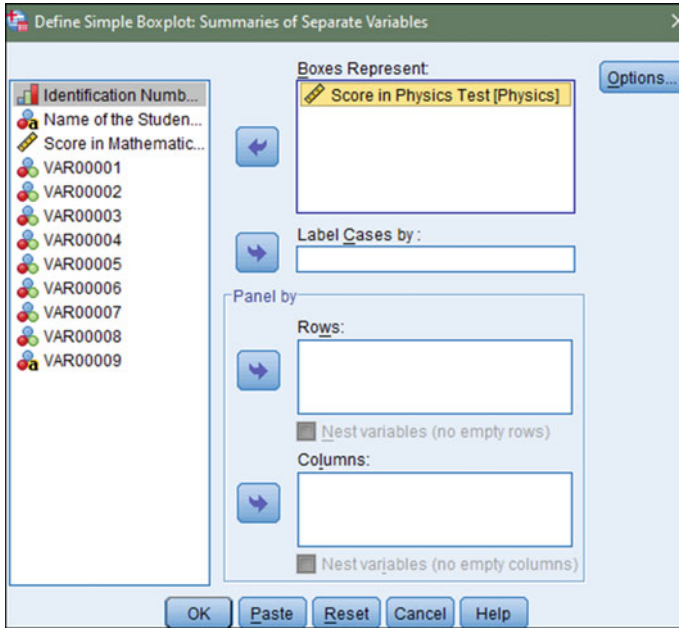 Define Simple Boxplot: Summaries of Separate Variables
Identification Numb...
Name of the Studen...
Score in Mathematic...
VAR00001
VAR00002
VAR00003
VAR00004
VAR00005
VAR00006
VAR00007
VAR00008
VAR00009
Boxes Represent:
Score in Physics Test [Physics]
Options...
Label Cases by :
Panel by
Rows:
Nest variables (no empty rows)
Columns:
Nest variables (no empty columns)
OK Paste Reset Cancel Help